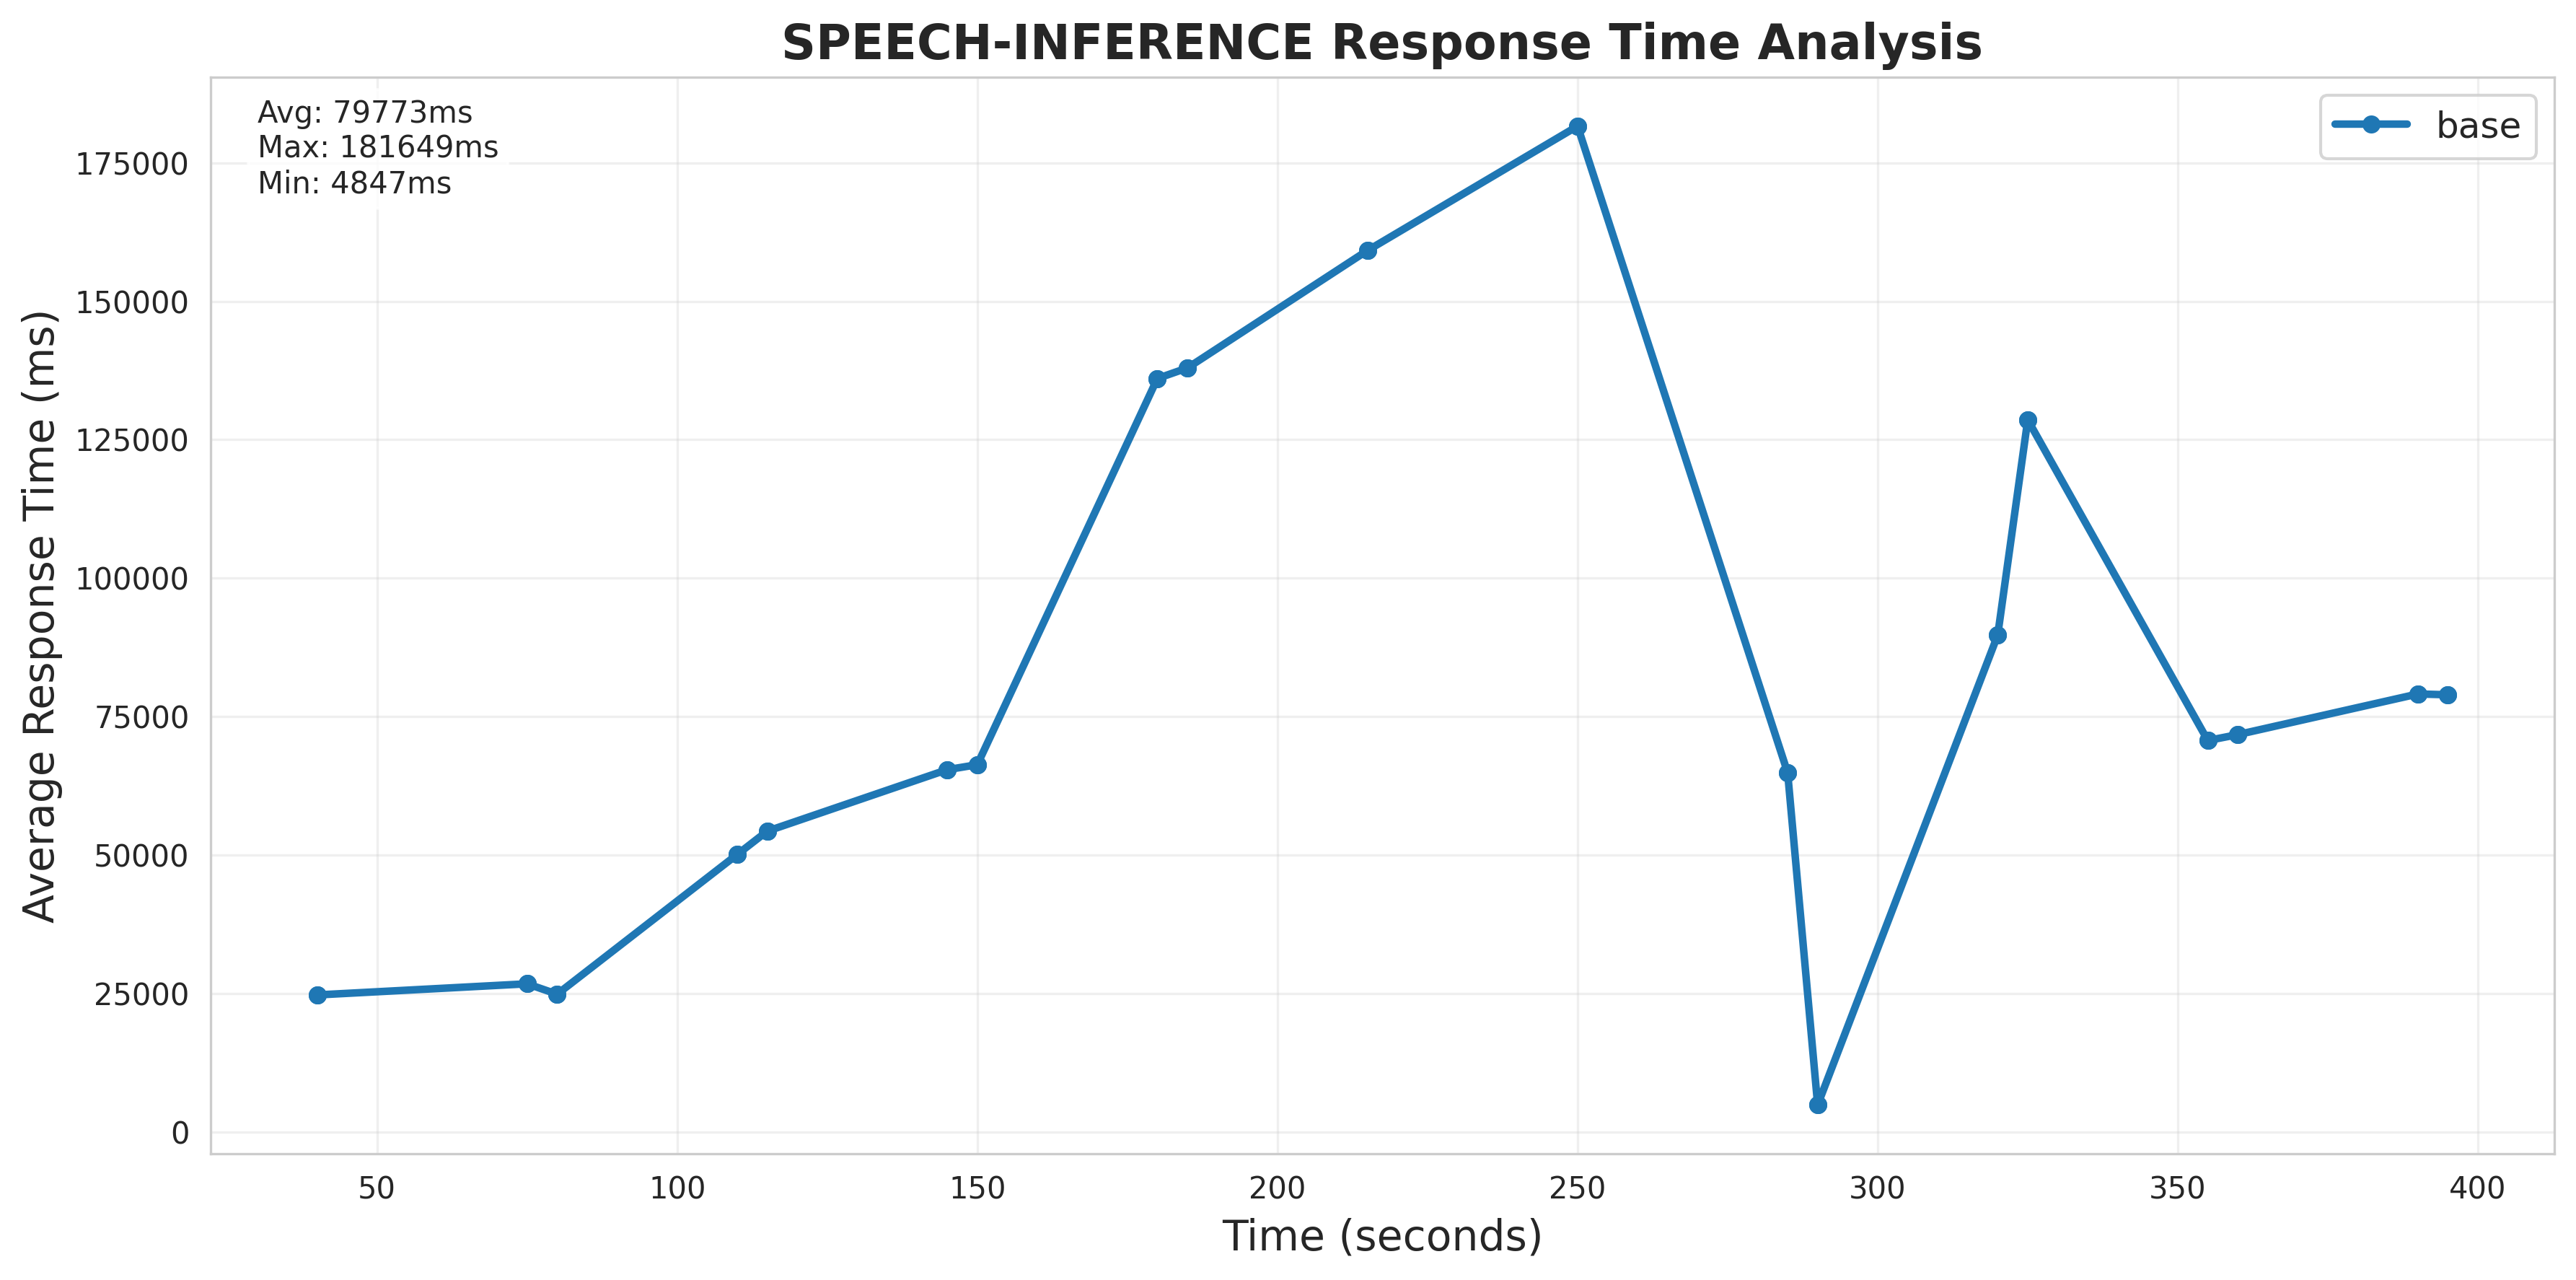 SPEECH-INFERENCE Response Time Analysis
Avg: 79773ms
Max: 181649ms
Min: 4847ms
base
Average Response Time (ms)
175000
150000
125000
100000
75000
50000
25000
0
50 100 150 200 250 300 350 400
Time (seconds)